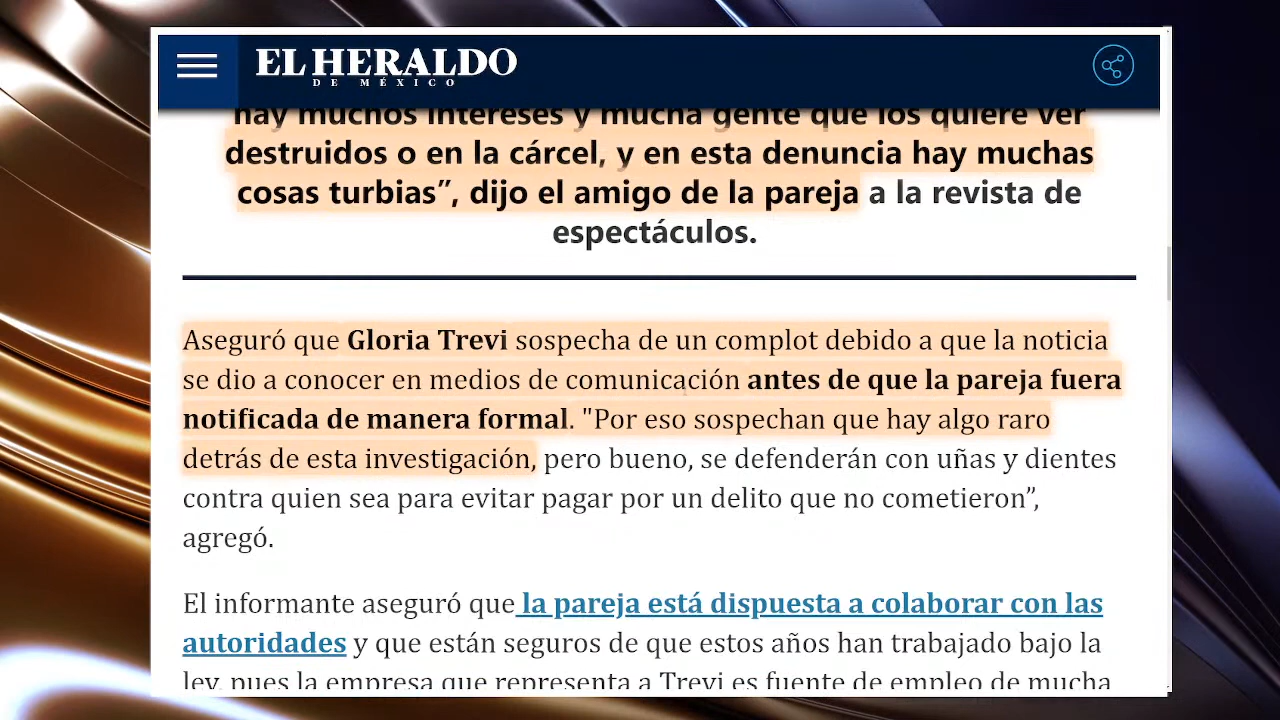 EL HERALDO
DE MÉXICO
hay muchos intereses y mucha gente que los quiere ver
destruidos o en la cárcel, y en esta denuncia hay muchas
cosas turbias”, dijo el amigo de la pareja a la revista de
espectáculos.
Aseguró que Gloria Trevi sospecha de un complot debido a que la noticia
se dio a conocer en medios de comunicación antes de que la pareja fuera
notificada de manera formal. "Por eso sospechan que hay algo raro
detrás de esta investigación, pero bueno, se defenderán con uñas y dientes
contra quien sea para evitar pagar por un delito que no cometieron”,
agregó.
El informante aseguró que la pareja está dispuesta a colaborar con las
autoridades y que están seguros de que estos años han trabajado bajo la
ley, pues la empresa que representa a Trevi es fuente de empleo de mucha